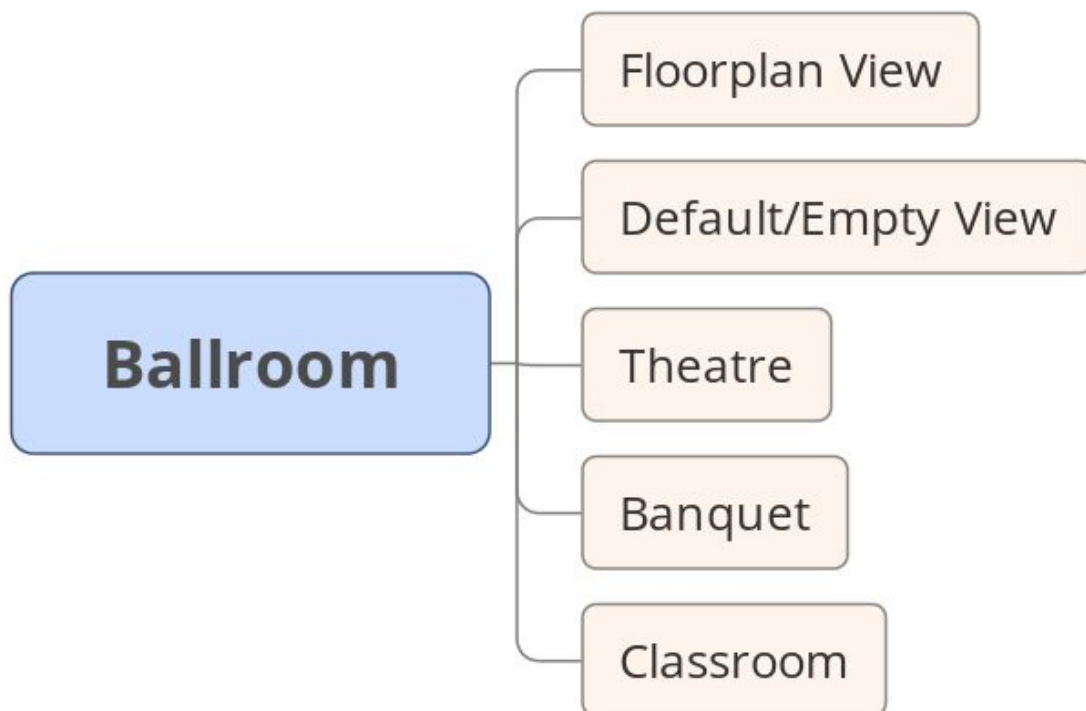 Floorplan View
Default/Empty View
Ballroom
Theatre
Banquet
Classroom